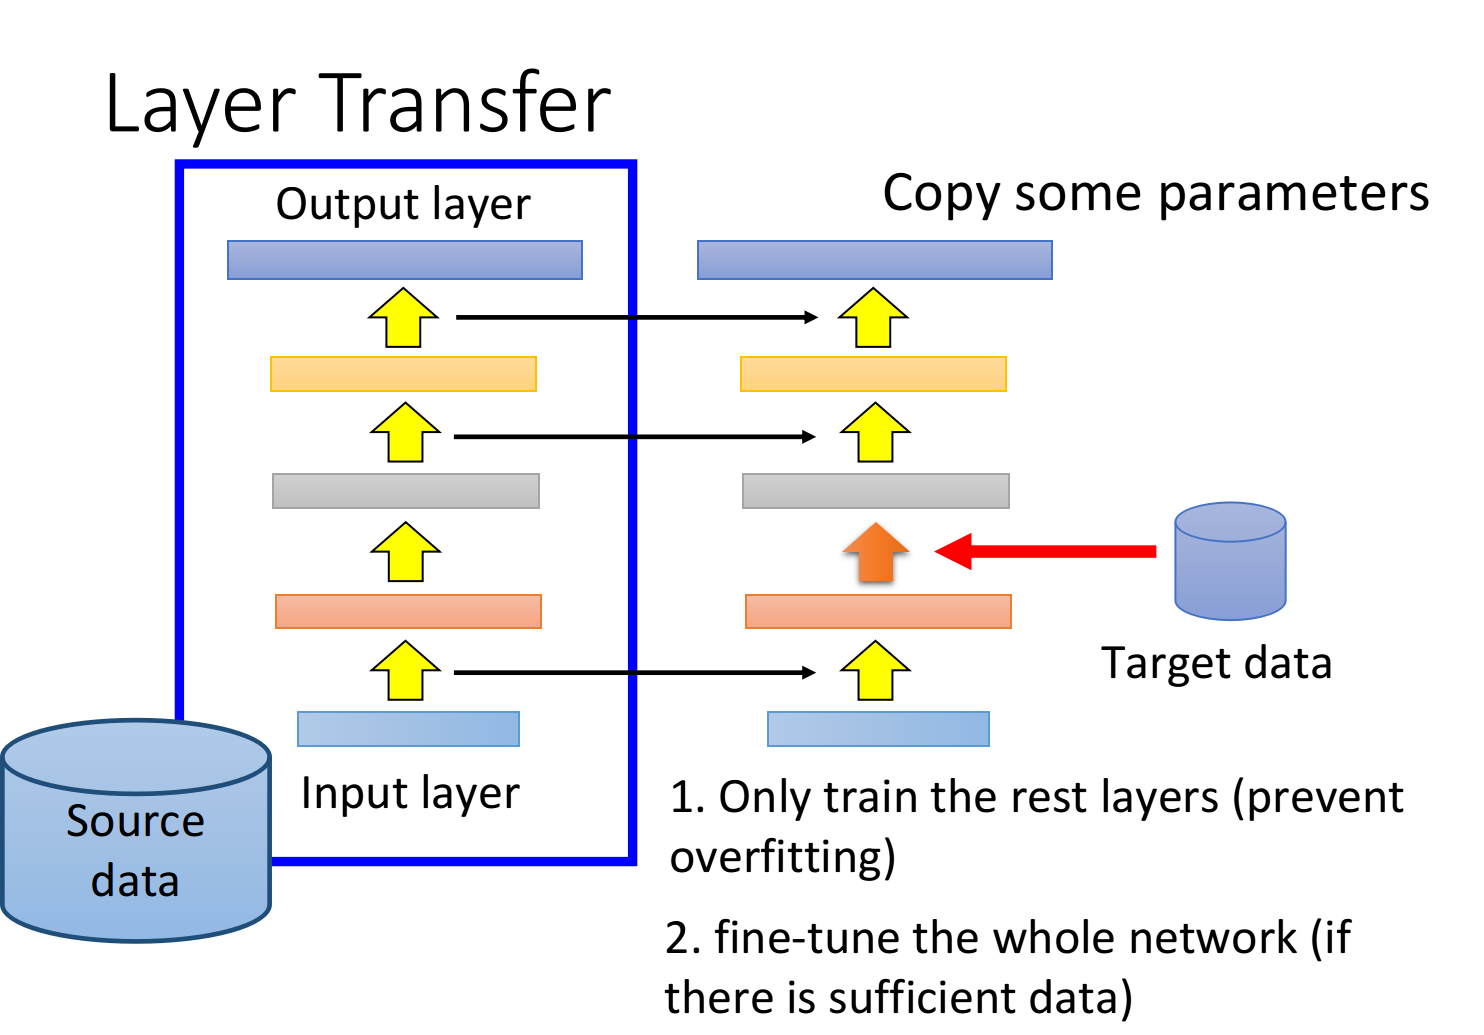 Layer Transfer
Output layer
Copy some parameters
Target data
Input layer
Source
data
1. Only train the rest layers (prevent
overfitting)
2. fine-tune the whole network (if
there is sufficient data)